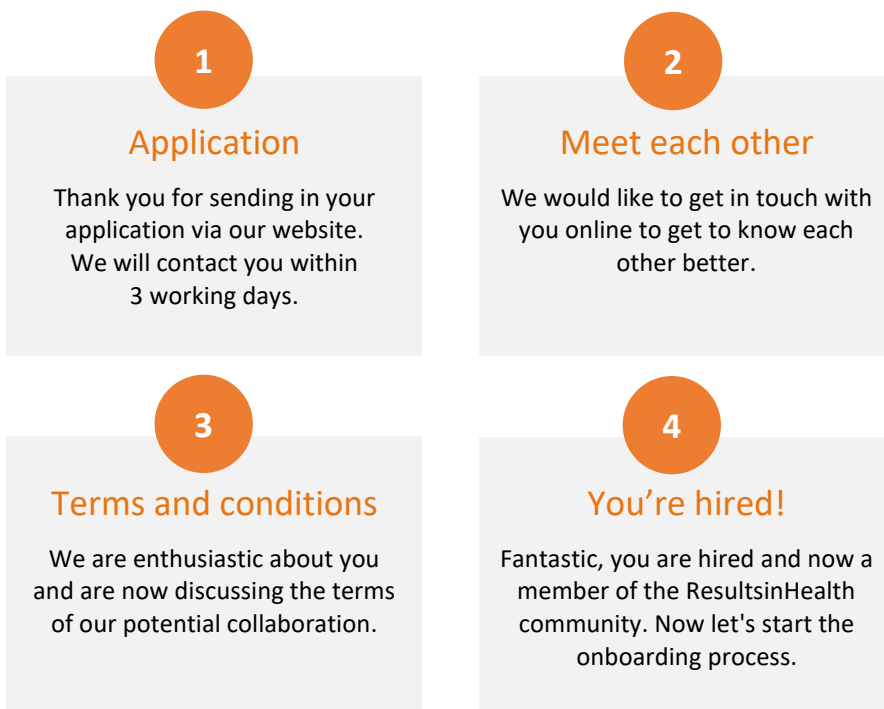 1
Application
Thank you for sending in your
application via our website.
We will contact you within
3 working days.
2
Meet each other
We would like to get in touch with
you online to get to know each
other better.
3
Terms and conditions
We are enthusiastic about you
and are now discussing the terms
of our potential collaboration.
4
You’re hired!
Fantastic, you are hired and now a
member of the ResultsinHealth
community. Now let's start the
onboarding process.